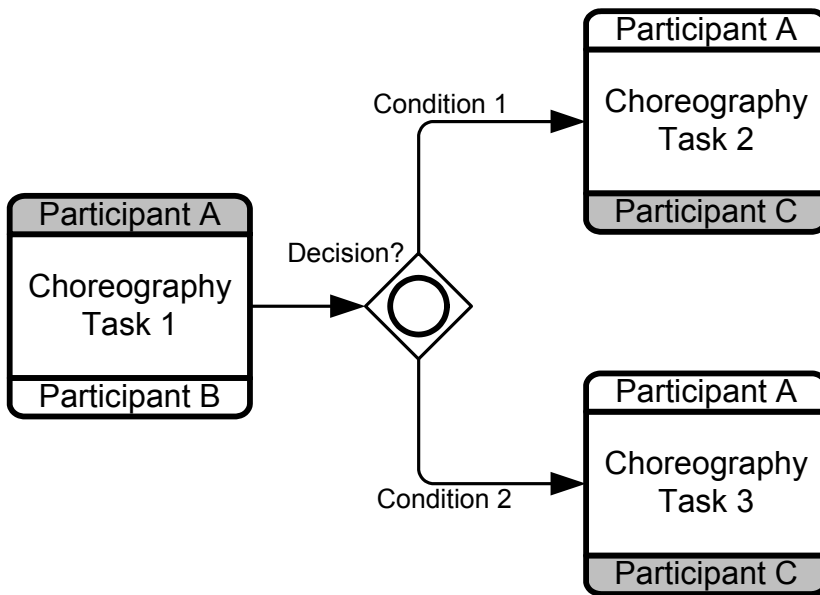 Participant A
Choreography
Task 1
Participant B
Decision?
Condition 1
Participant A
Choreography
Task 2
Participant C
Condition 2
Participant A
Choreography
Task 3
Participant C